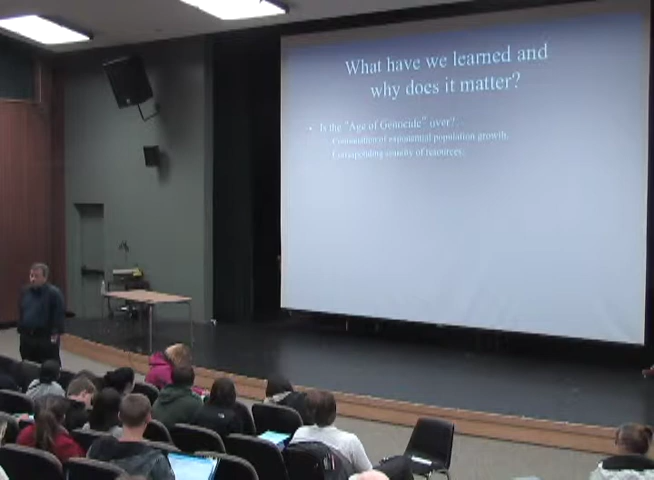 What have we learned and
why does it matter?
• Is the "Age of Genocide" over?
Continuation of exponential population growth.
Corresponding scarcity of resources.